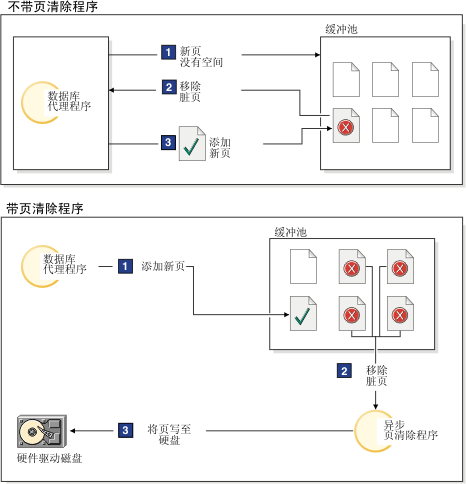 不带页清除程序
缓冲池
1 新页
没有空间
数据库
代理程序
2 移除
脏页
3 添加
新页
带页清除程序
缓冲池
数据库
代理程序
1 添加新页
2 移除
脏页
异步
页清除程序
3 将页写至
硬盘
硬件驱动磁盘